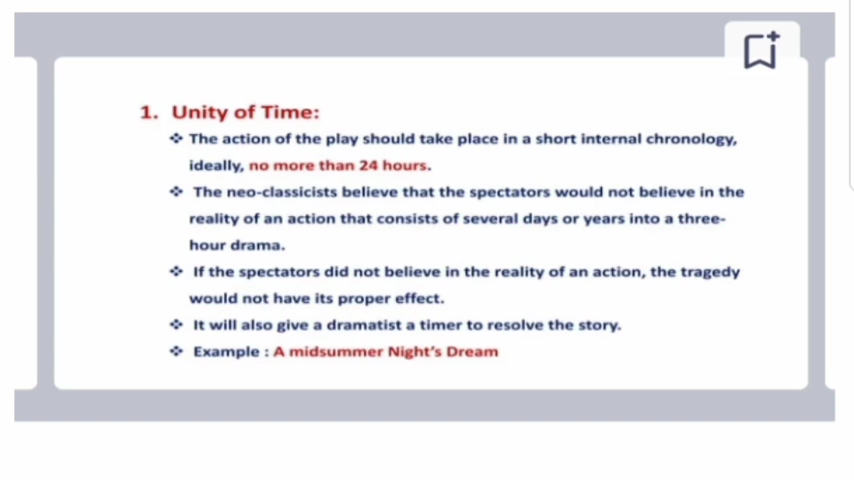 1. Unity of Time:
❖ The action of the play should take place in a short internal chronology,
ideally, no more than 24 hours.
❖ The neo-classicists believe that the spectators would not believe in the
reality of an action that consists of several days or years into a three-
hour drama.
❖ If the spectators did not believe in the reality of an action, the tragedy
would not have its proper effect.
❖ It will also give a dramatist a timer to resolve the story.
❖ Example : A midsummer Night's Dream